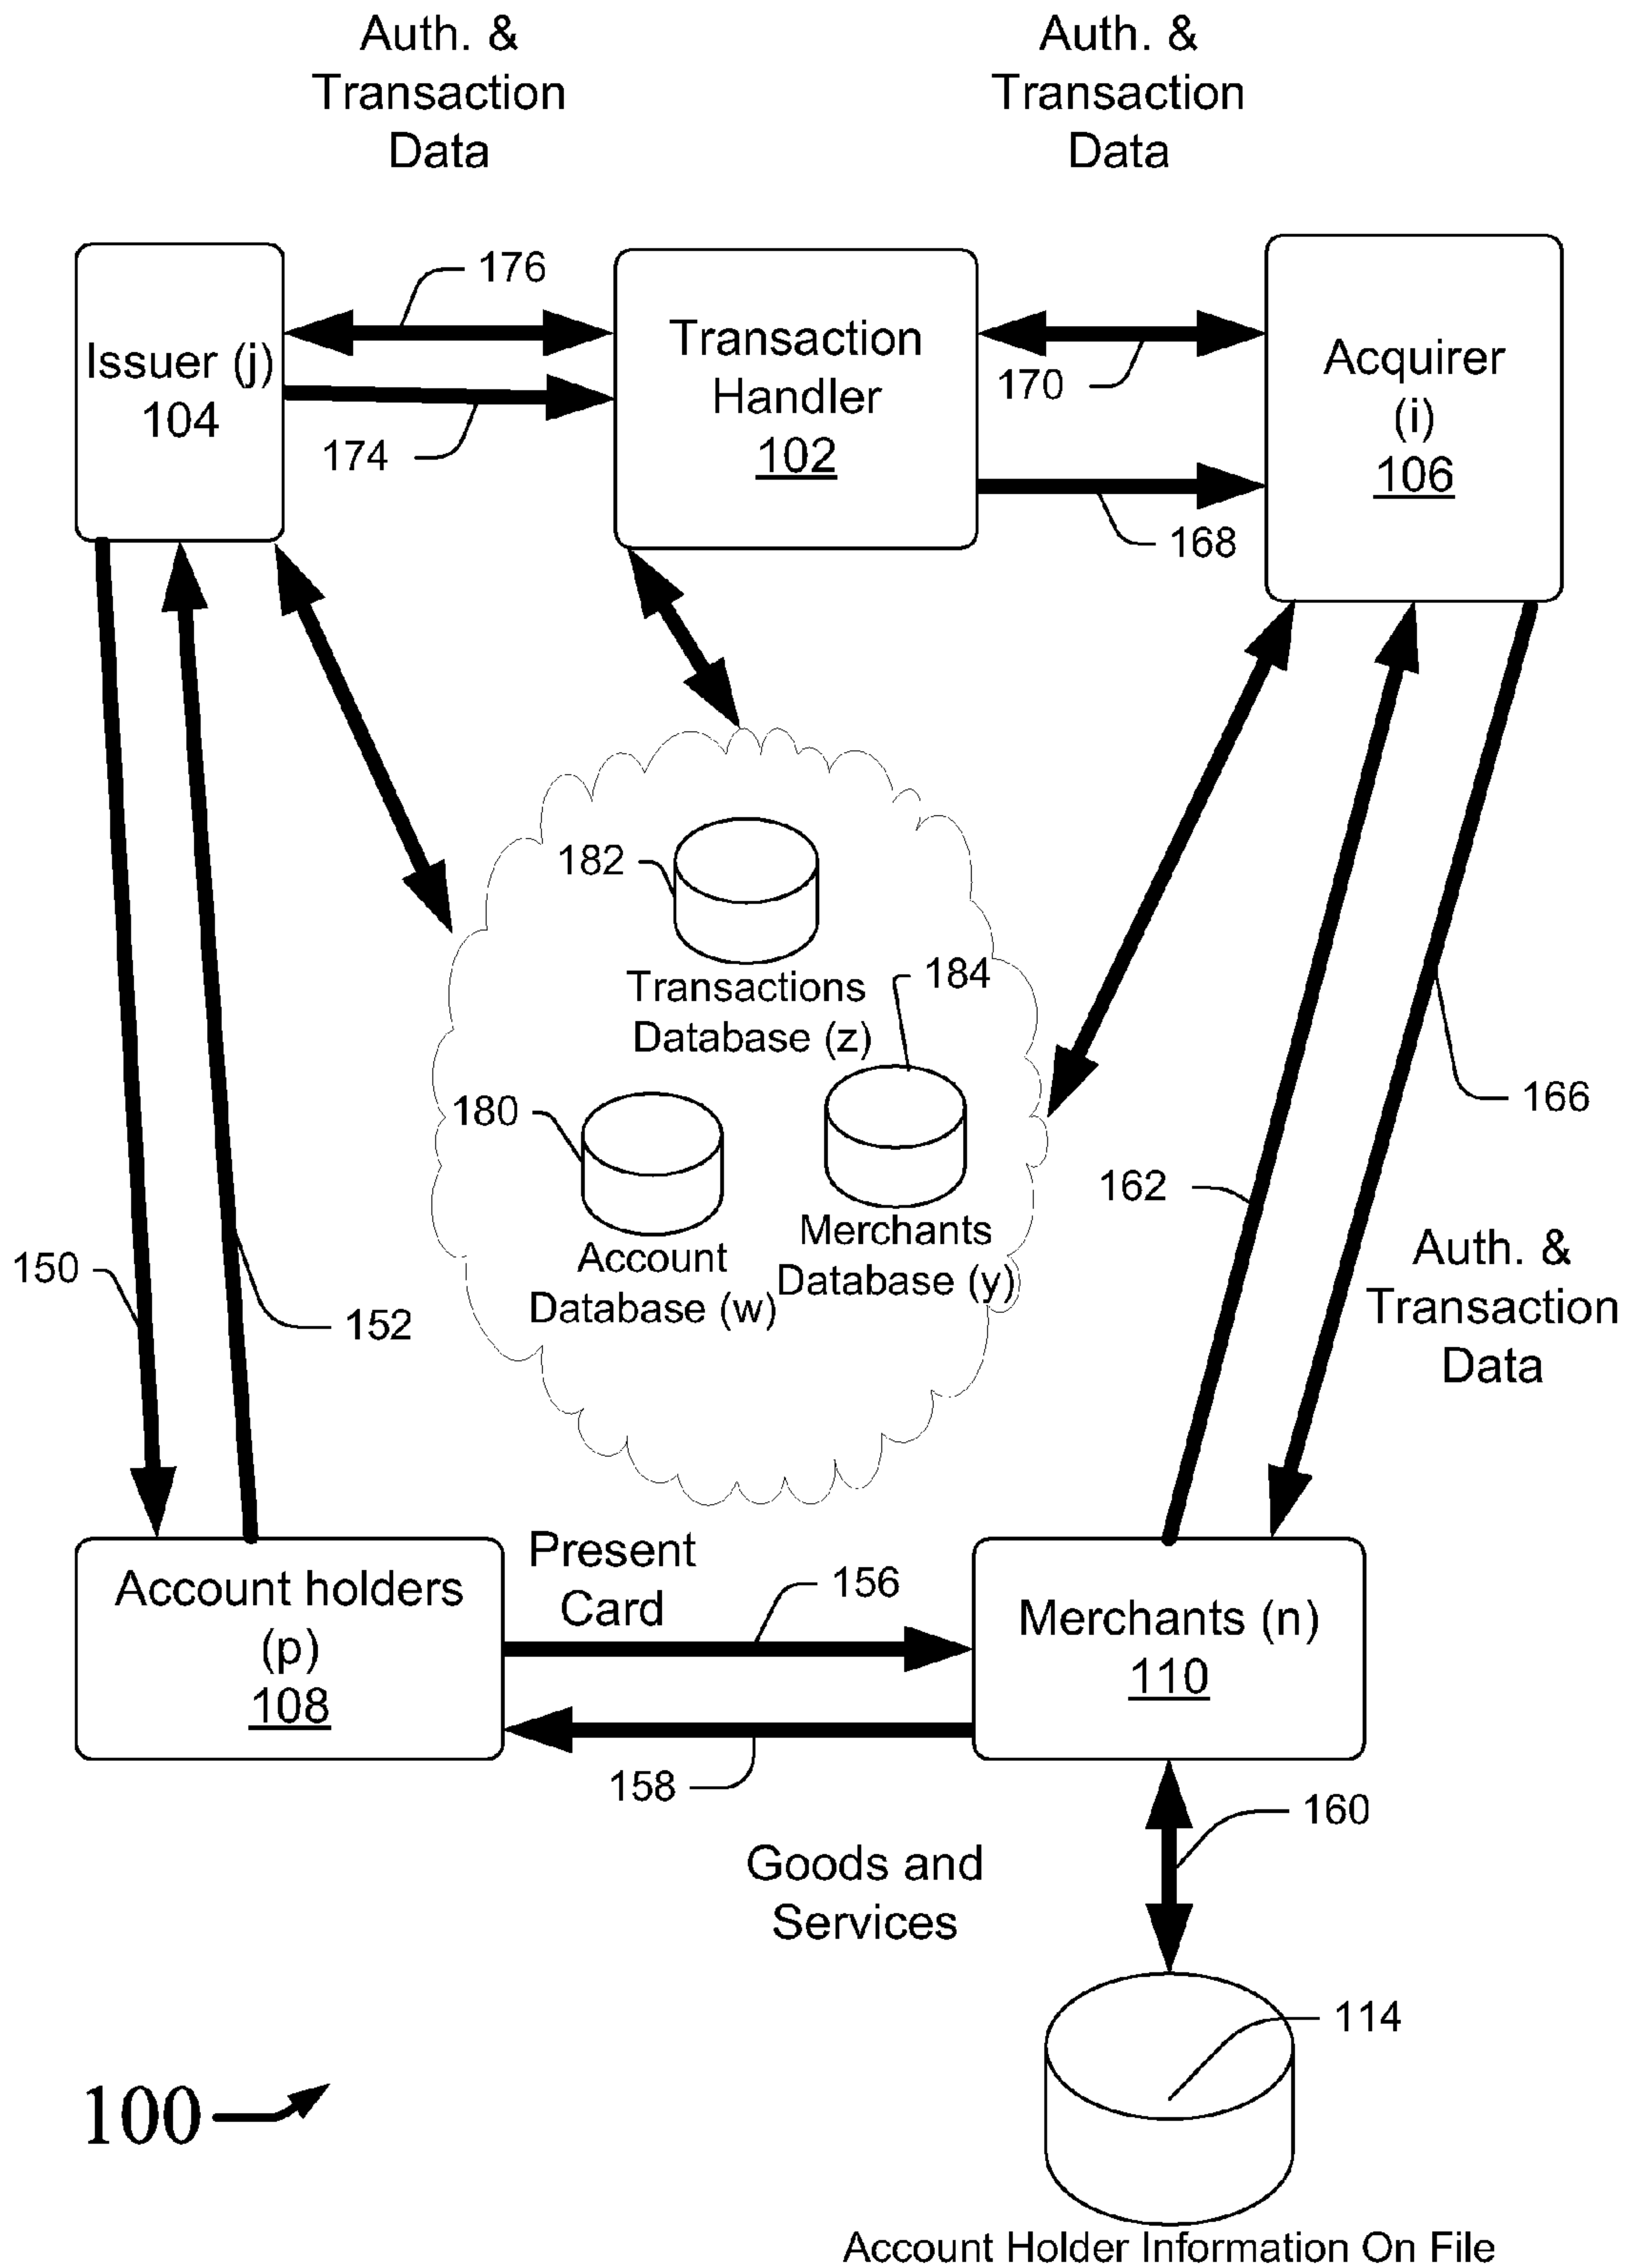 Auth. &
Transaction
Data
Auth. &
Transaction
Data
176
Issuer (j)
104
174
Transaction
Handler
102
170
168
Acquirer
(i)
106
182
Transactions
Database (z)
184
180
Account
Database (w)
Merchants
Database (y)
166
162
Auth. &
Transaction
Data
150
152
Account holders
(p)
108
Present
Card
156
158
Merchants (n)
110
160
Goods and
Services
114
100
Account Holder Information On File